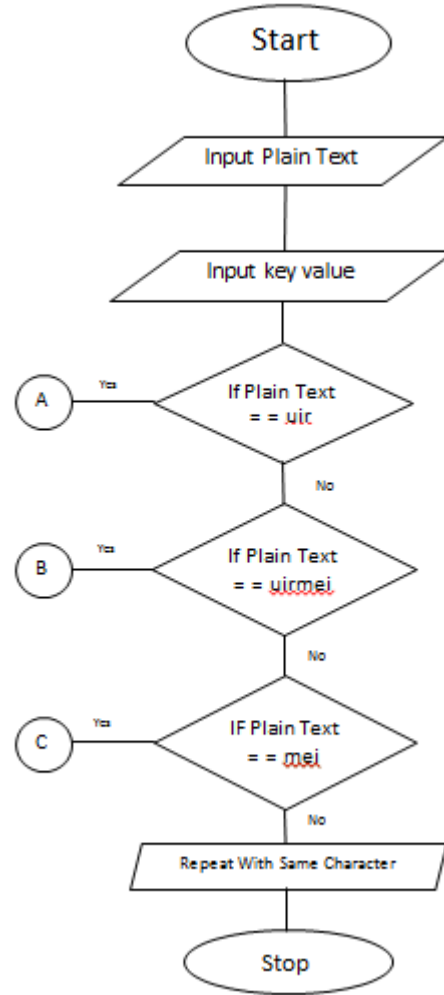 Start
Input Plain Text
Input key value
A
Yes
If Plain Text
= = uir
No
B
Yes
If Plain Text
= = uirmei
No
C
Yes
IF Plain Text
= = mei
No
Repeat With Same Character
Stop